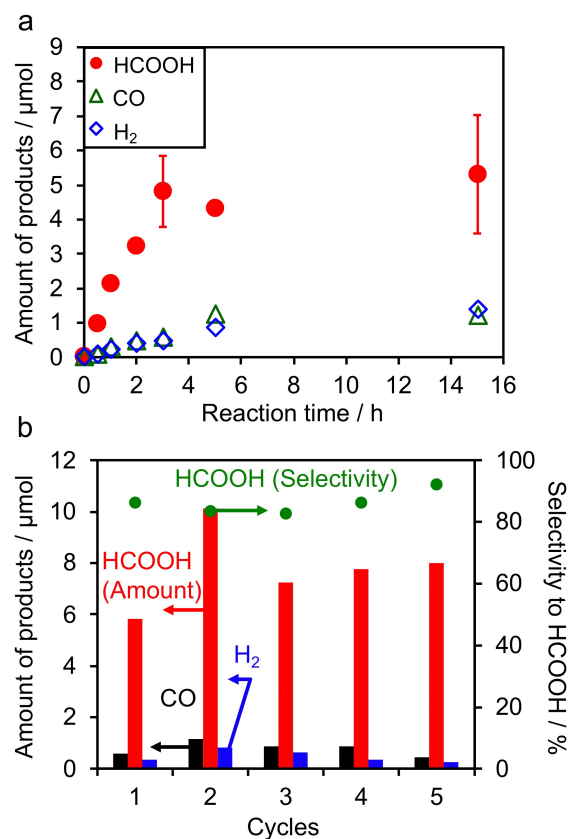 a
9
8
7
6
5
4
3
2
1
0
Amount of products / μmol
HCOOH
CO
H₂
0 2 4 6 8 10 12 14 16
Reaction time / h
b
12
10
8
6
4
2
0
Amount of products / μmol
HCOOH (Selectivity)
HCOOH
(Amount)
H₂
CO
100
80
60
40
20
0
Selectivity to HCOOH / %
1 2 3 4 5
Cycles